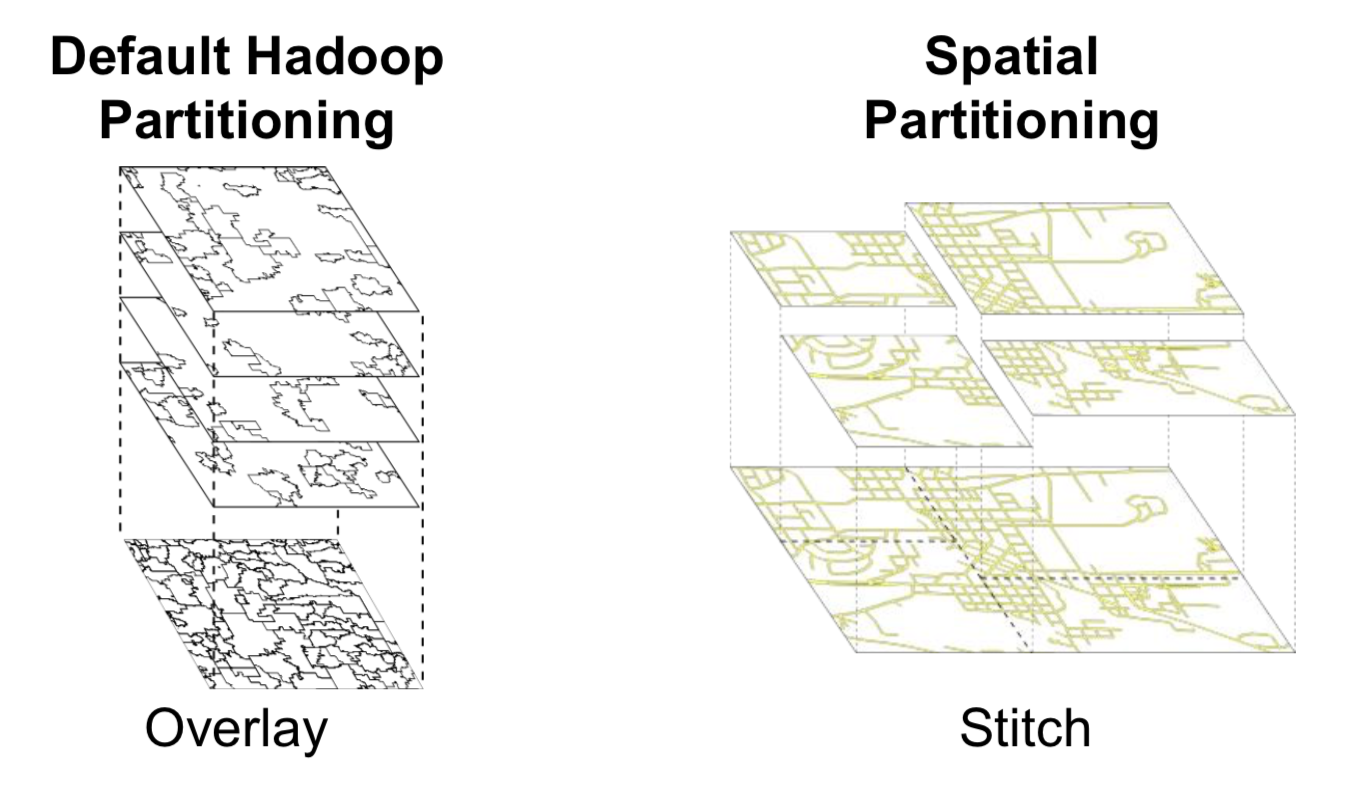 Default Hadoop
Partitioning
Spatial
Partitioning
Overlay
Stitch